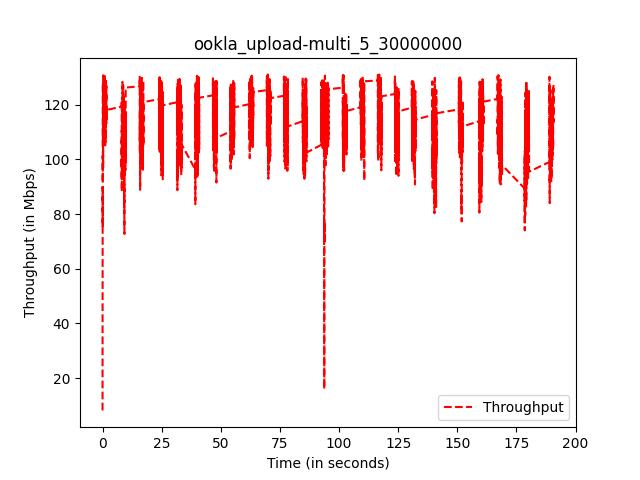 ookla_upload-multi_5_30000000
Throughput (in Mbps)
120
100
80
60
40
20
0 25 50 75 100 125 150 175 200
Time (in seconds)
Throughput